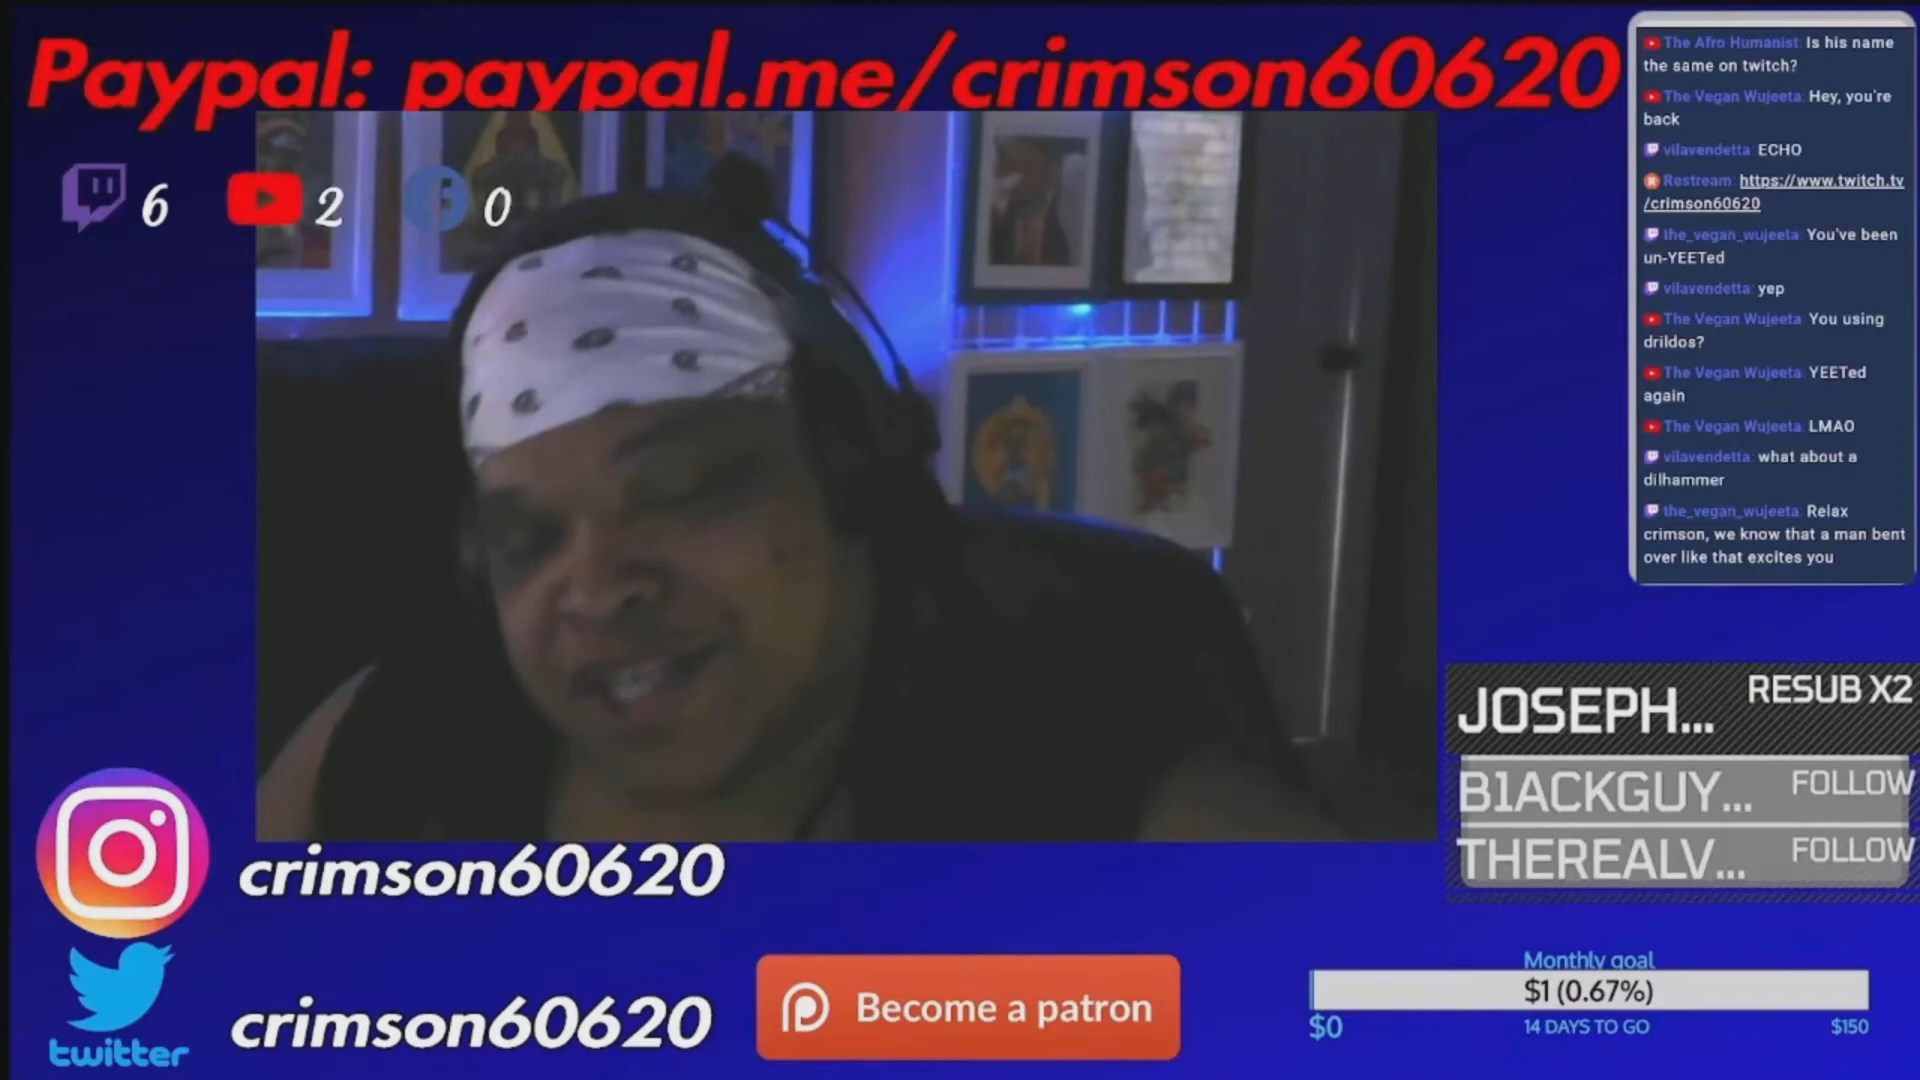 Paypal: paypal.me/crimson60620
6
2
0
The Afro Humanist: Is his name
the same on twitch?
The Vegan Wujeeta: Hey, you're
back
vilavendetta: ECHO
Restream: https://www.twitch.tv
/crimson60620
the_vegan_wujeeta: You've been
un-YEETed
vilavendetta: yep
The Vegan Wujeeta: You using
drildos?
The Vegan Wujeeta: YEETed
again
The Vegan Wujeeta: LMAO
vilavendetta: what about a
dilhammer
the_vegan_wujeeta: Relax
crimson, we know that a man bent
over like that excites you
JOSEPH... RESUB X2
B1ACKGUY... FOLLOW
THEREALV... FOLLOW
crimson60620
twitter
crimson60620
Become a patron
Monthly goal
$1 (0.67%)
$0 14 DAYS TO GO $150